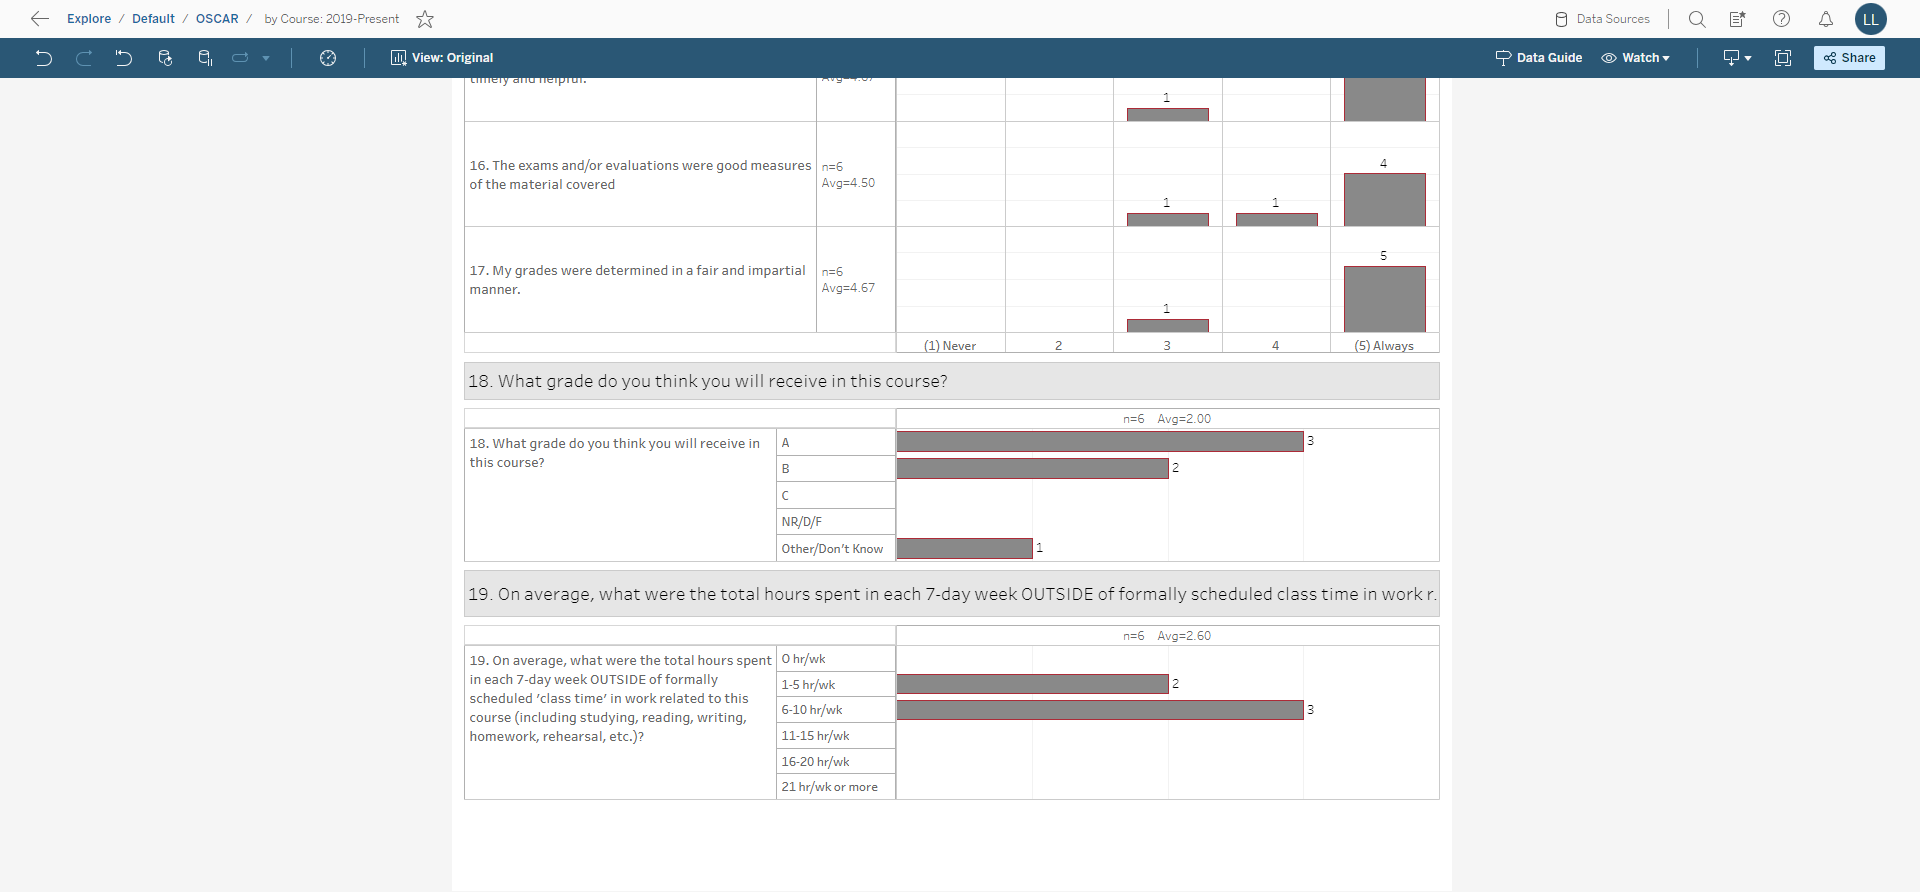 Explore / Default / OSCAR / by Course: 2019-Present
Data Sources
LL
View: Original
Data Guide
Watch
Share
timely and helpful.
Avg=4.67
1
16. The exams and/or evaluations were good measures
of the material covered
n=6
Avg=4.50
1
1
4
17. My grades were determined in a fair and impartial
manner.
n=6
Avg=4.67
1
5
(1) Never
2
3
4
(5) Always
18. What grade do you think you will receive in this course?
n=6 Avg=2.00
18. What grade do you think you will receive in
this course?
A
3
B
2
C
NR/D/F
Other/Don't Know
1
19. On average, what were the total hours spent in each 7-day week OUTSIDE of formally scheduled class time in work r.
n=6 Avg=2.60
19. On average, what were the total hours spent
in each 7-day week OUTSIDE of formally
scheduled ‘class time’ in work related to this
course (including studying, reading, writing,
homework, rehearsal, etc.)?
0 hr/wk
1-5 hr/wk
2
6-10 hr/wk
3
11-15 hr/wk
16-20 hr/wk
21 hr/wk or more